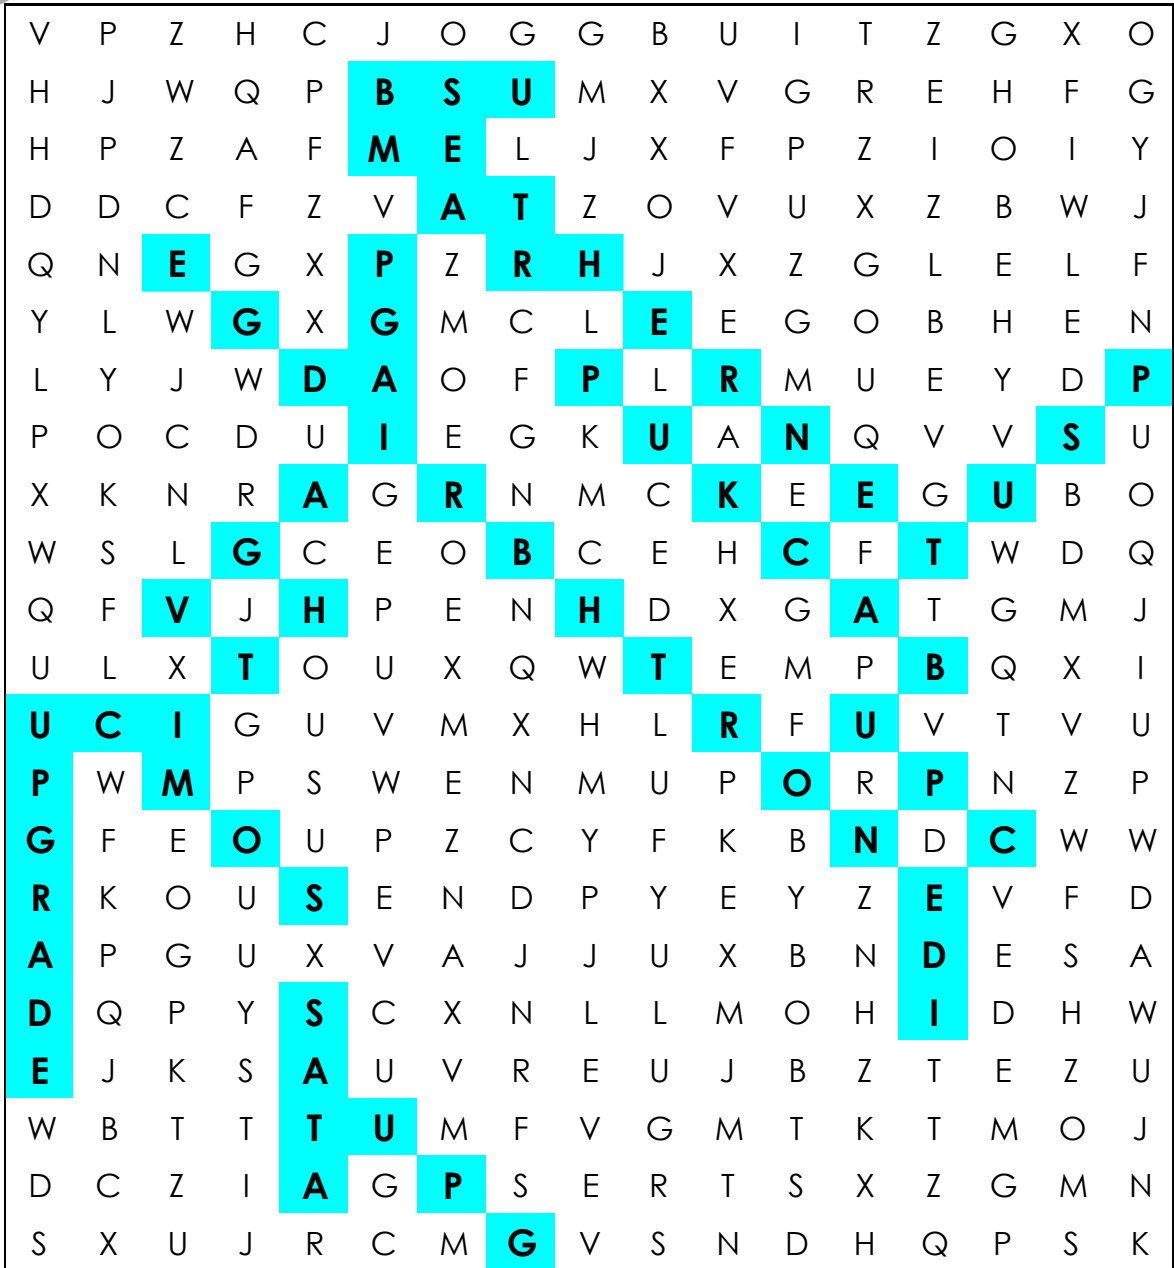 V P Z H C J O G G B U I T Z G X O
H J W Q P B S U M X V G R E H F G
H P Z A F M E L J X F P Z I O I Y
D D C F Z V A T Z O V U X Z B W J
Q N E G X P Z R H J X Z G L E L F
Y L W G X G M C L E E G O B H E N
L Y J W D A O F P L R M U E Y D P
P O C D U I E G K U A N Q V V S U
X K N R A G R N M C K E E G U B O
W S L G C E O B C E H C F T W D Q
Q F V J H P E N H D X G A T G M J
U L X T O U X Q W T E M P B Q X I
U C I G U V M X H L R F U V T V U
P W M P S W E N M U P O R P N Z P
G F E O U P Z C Y F K B N D C W W
R K O U S E N D P Y E Y Z E V F D
A P G U X V A J J U X B N D E S A
D Q P Y S C X N L L M O H I D H W
E J K S A U V R E U J B Z T E Z U
W B T T T U M F V G M T K T M O J
D C Z I A G P S E R T S X Z G M N
S X U J R C M G V S N D H Q P S K